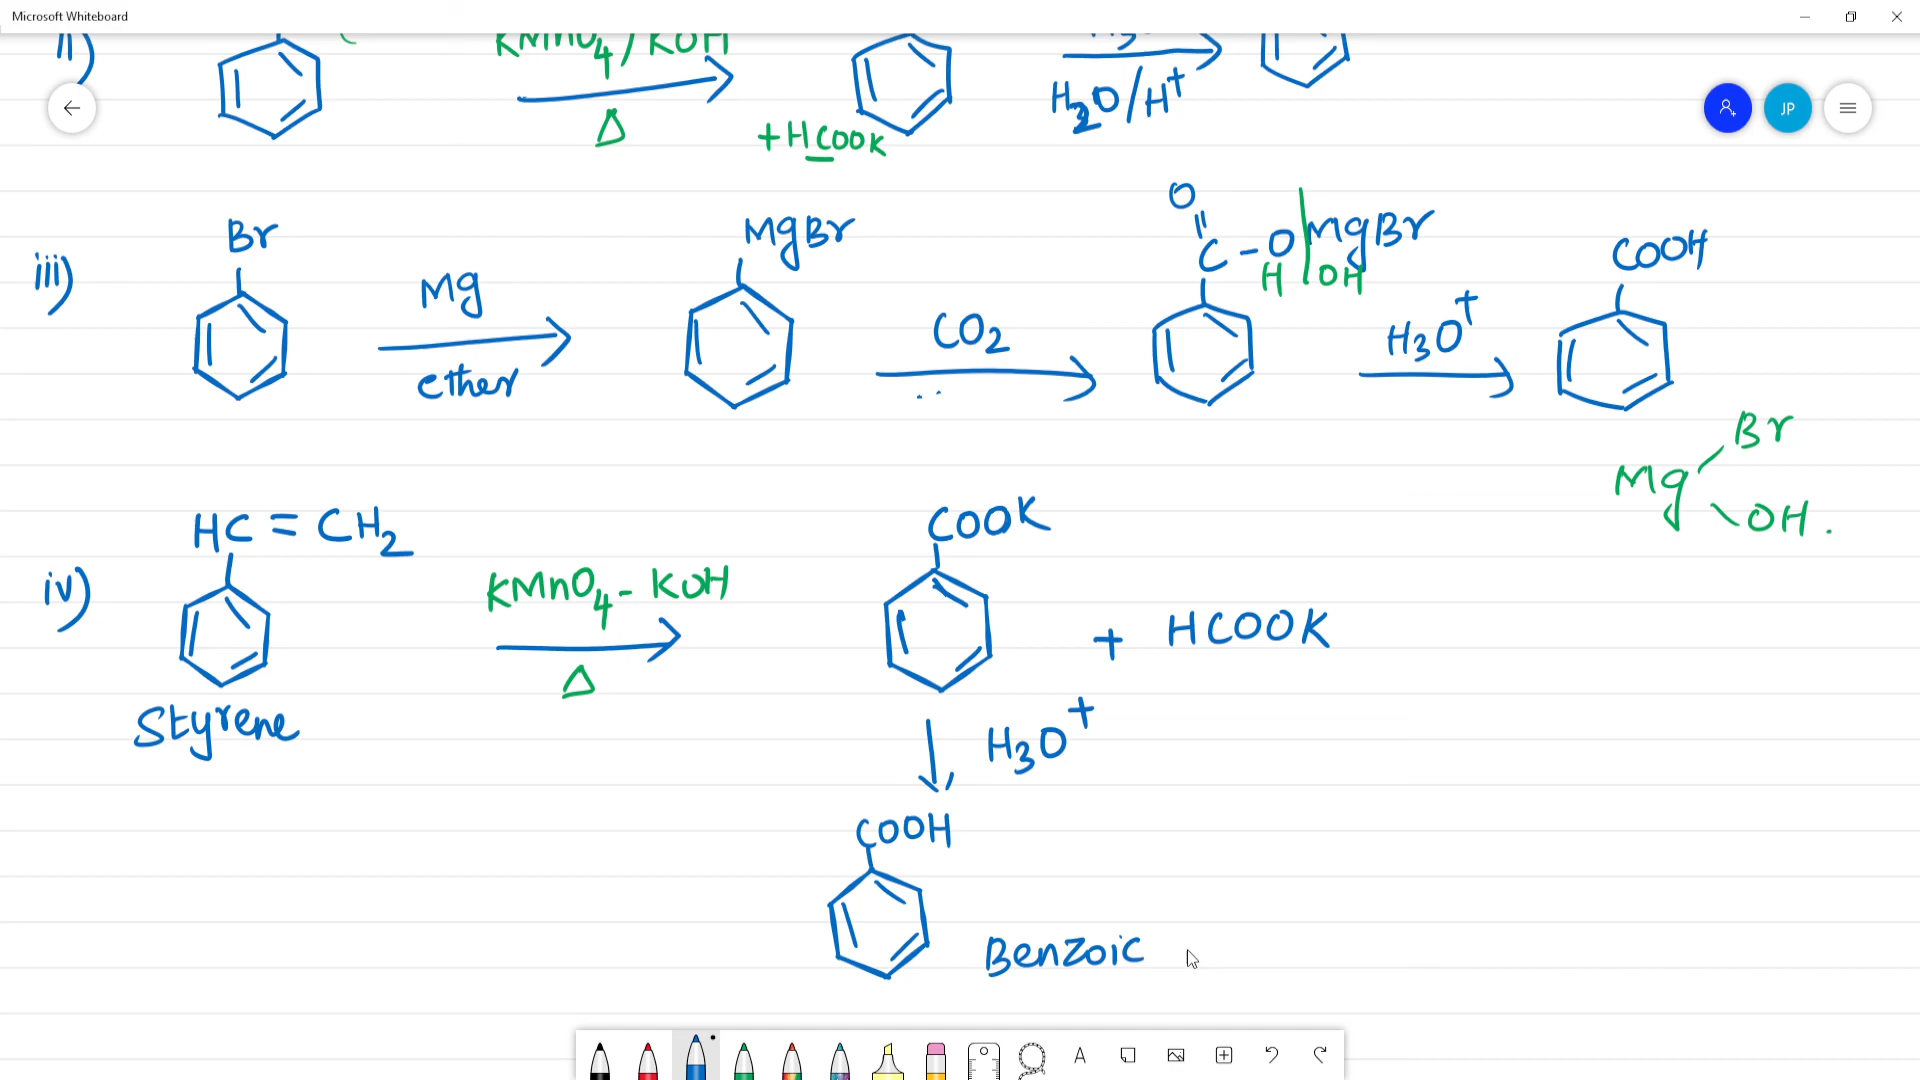 Microsoft Whiteboard
ii)
KMnO4/KOH
Δ
+HCOOK
H2O/H+
JP
iii)
Br
Mg
ether
MgBr
CO2
O
C-O MgBr
H OH
H3O+
COOH
Mg
Br
OH.
iv)
HC=CH2
Styrene
KMnO4-KOH
Δ
COOK
+ HCOOK
H3O+
COOH
Benzoic
A